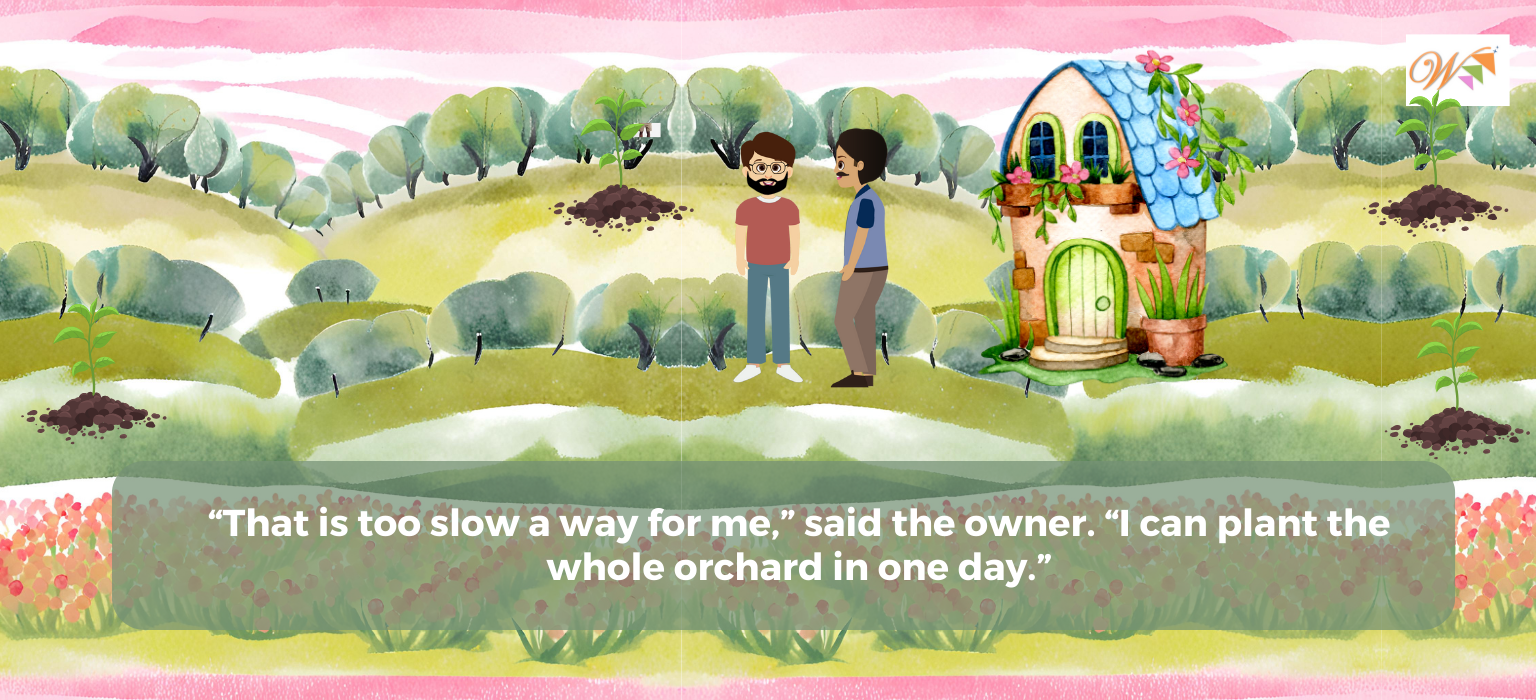 W
“That is too slow a way for me,” said the owner. “I can plant the
whole orchard in one day.”